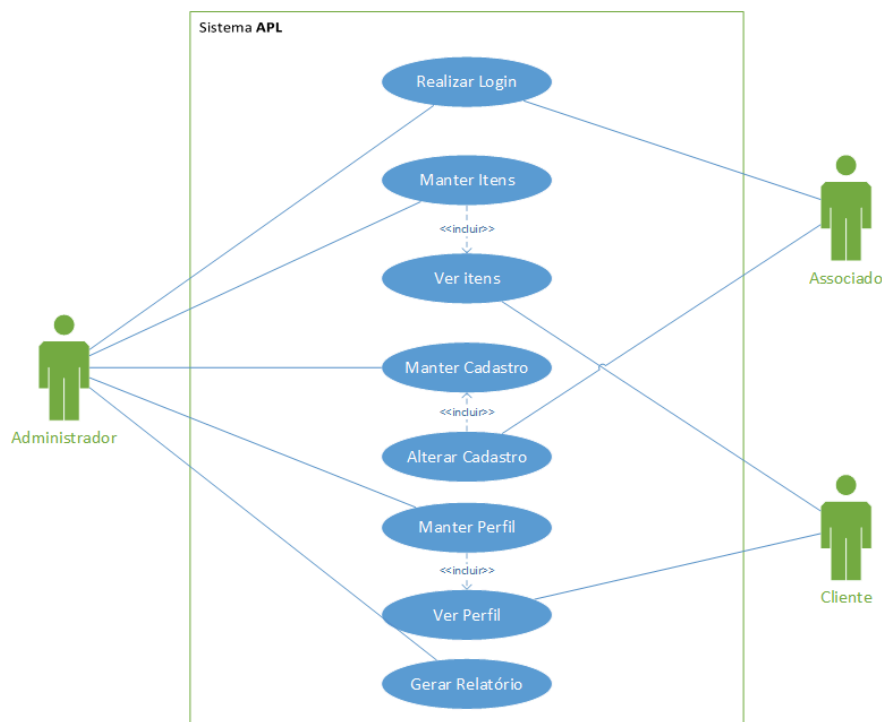 Sistema APL
Realizar Login
Manter Itens
<<incluir>>
Ver itens
Associado
Manter Cadastro
<<incluir>>
Administrador
Alterar Cadastro
Manter Perfil
<<incluir>>
Cliente
Ver Perfil
Gerar Relatório